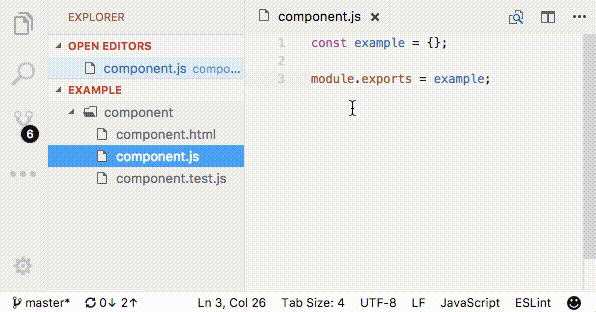 EXPLORER
OPEN EDITORS
component.js compo...
EXAMPLE
component
component.html
component.js
component.test.js
6
component.js
1 const example = {};
2
3 module.exports = example;
master* 0↓ 2↑ Ln 3, Col 26 Tab Size: 4 UTF-8 LF JavaScript ESLint